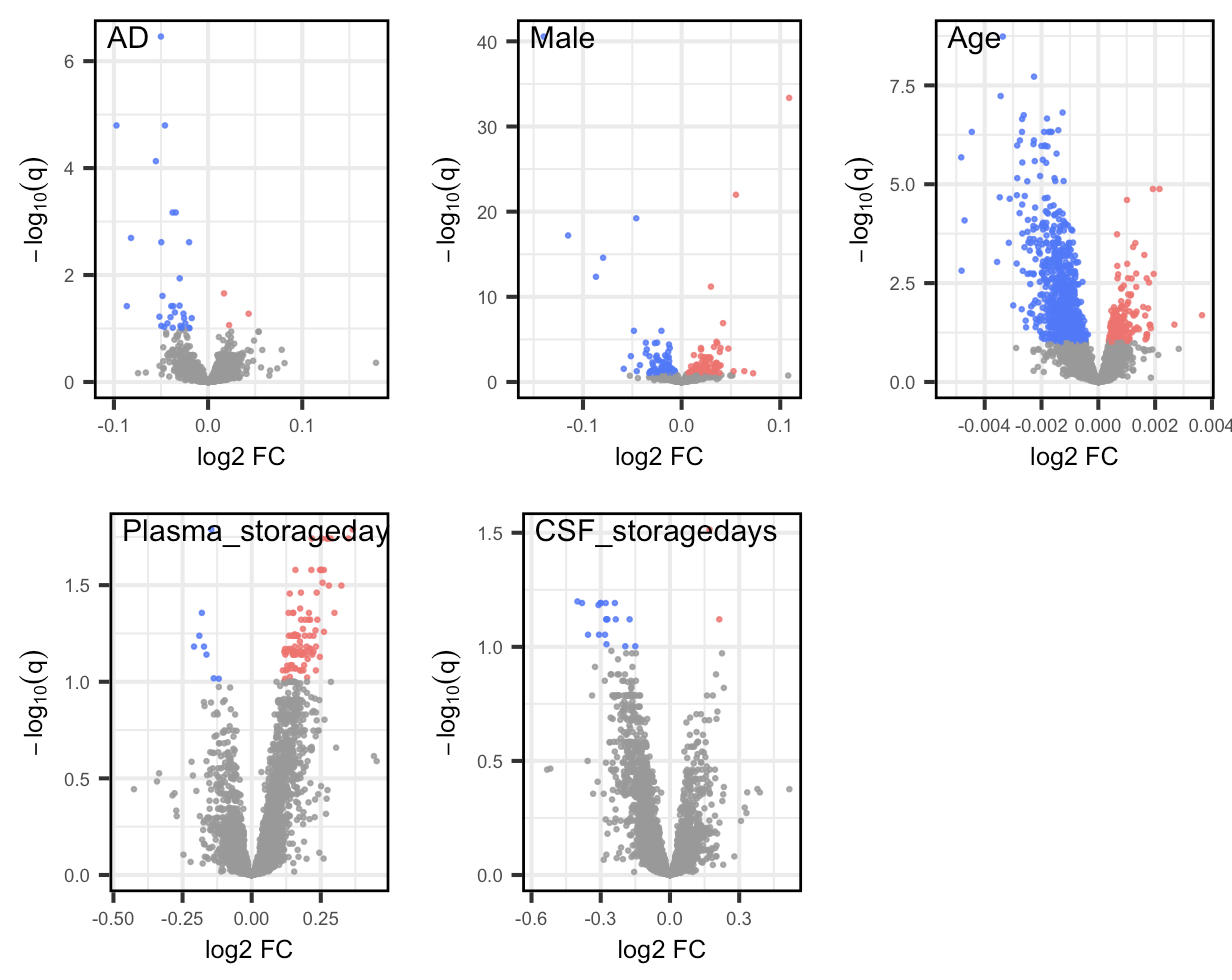 AD
6
4
2
0
-0.1
0.0
0.1
log2 FC
− log10(q)
Male
40
30
20
10
0
-0.1
0.0
0.1
log2 FC
− log10(q)
Age
7.5
5.0
2.5
0.0
-0.004
-0.002
0.000
0.002
0.004
log2 FC
− log10(q)
Plasma_storageday
1.5
1.0
0.5
0.0
-0.50
-0.25
0.00
0.25
log2 FC
− log10(q)
CSF_storagedays
1.5
1.0
0.5
0.0
-0.6
-0.3
0.0
0.3
log2 FC
− log10(q)